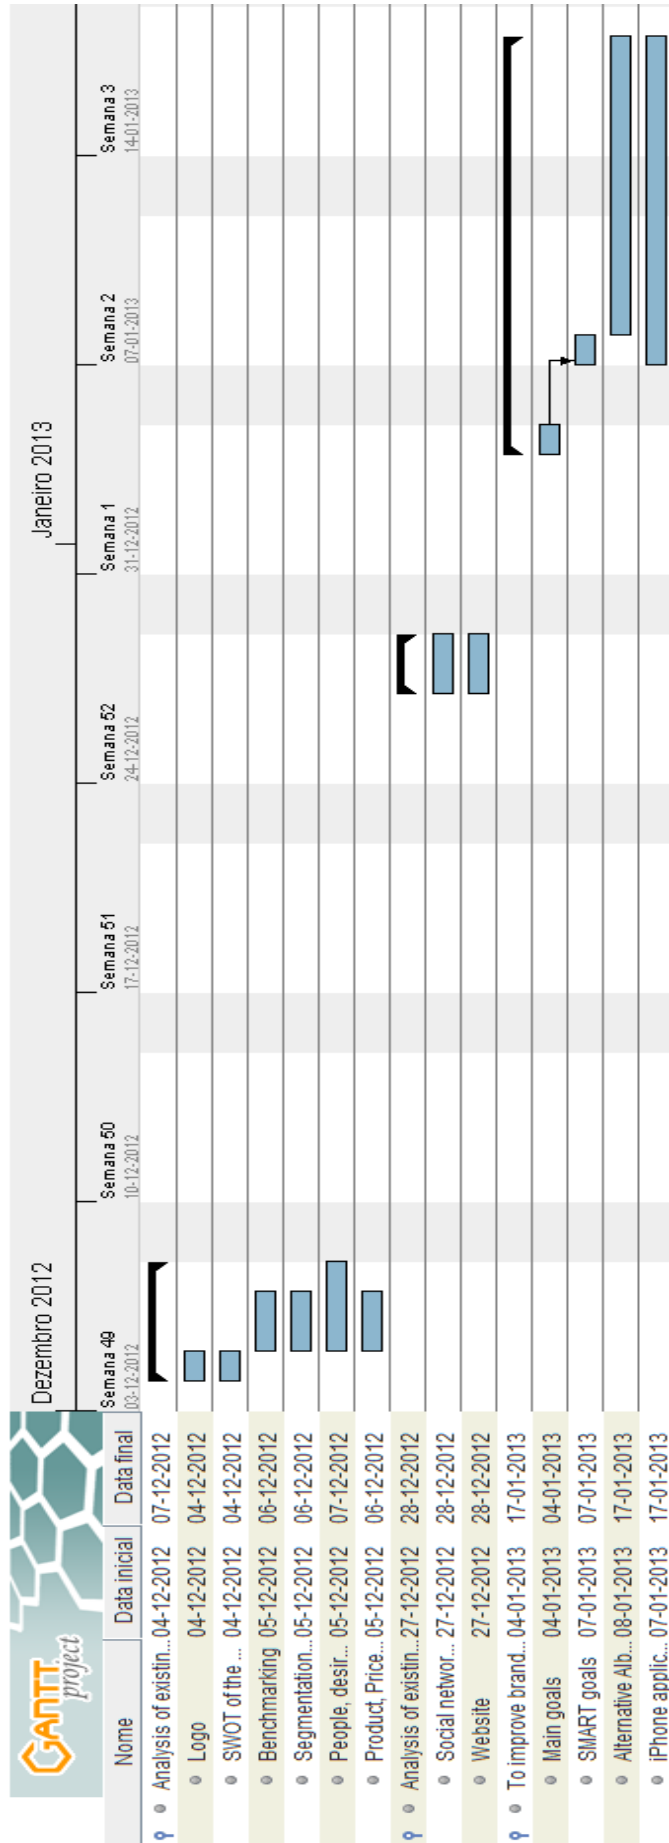 GANTT
project
Dezembro 2012
Janeiro 2013
Nome Data inicial Data final
Semana 49 Semana 50 Semana 51 Semana 52 Semana 1 Semana 2 Semana 3
03-12-2012 10-12-2012 17-12-2012 24-12-2012 31-12-2012 07-01-2013 14-01-2013
Analysis of existin... 04-12-2012 07-12-2012
Logo 04-12-2012 04-12-2012
SWOT of the ... 04-12-2012 04-12-2012
Benchmarking 05-12-2012 06-12-2012
Segmentation... 05-12-2012 06-12-2012
People, desir... 05-12-2012 07-12-2012
Product, Price... 05-12-2012 06-12-2012
Analysis of existin... 27-12-2012 28-12-2012
Social networ... 27-12-2012 28-12-2012
Website 27-12-2012 28-12-2012
To improve brand... 04-01-2013 17-01-2013
Main goals 04-01-2013 04-01-2013
SMART goals 07-01-2013 07-01-2013
Alternative Alb... 08-01-2013 17-01-2013
iPhone applic... 07-01-2013 17-01-2013